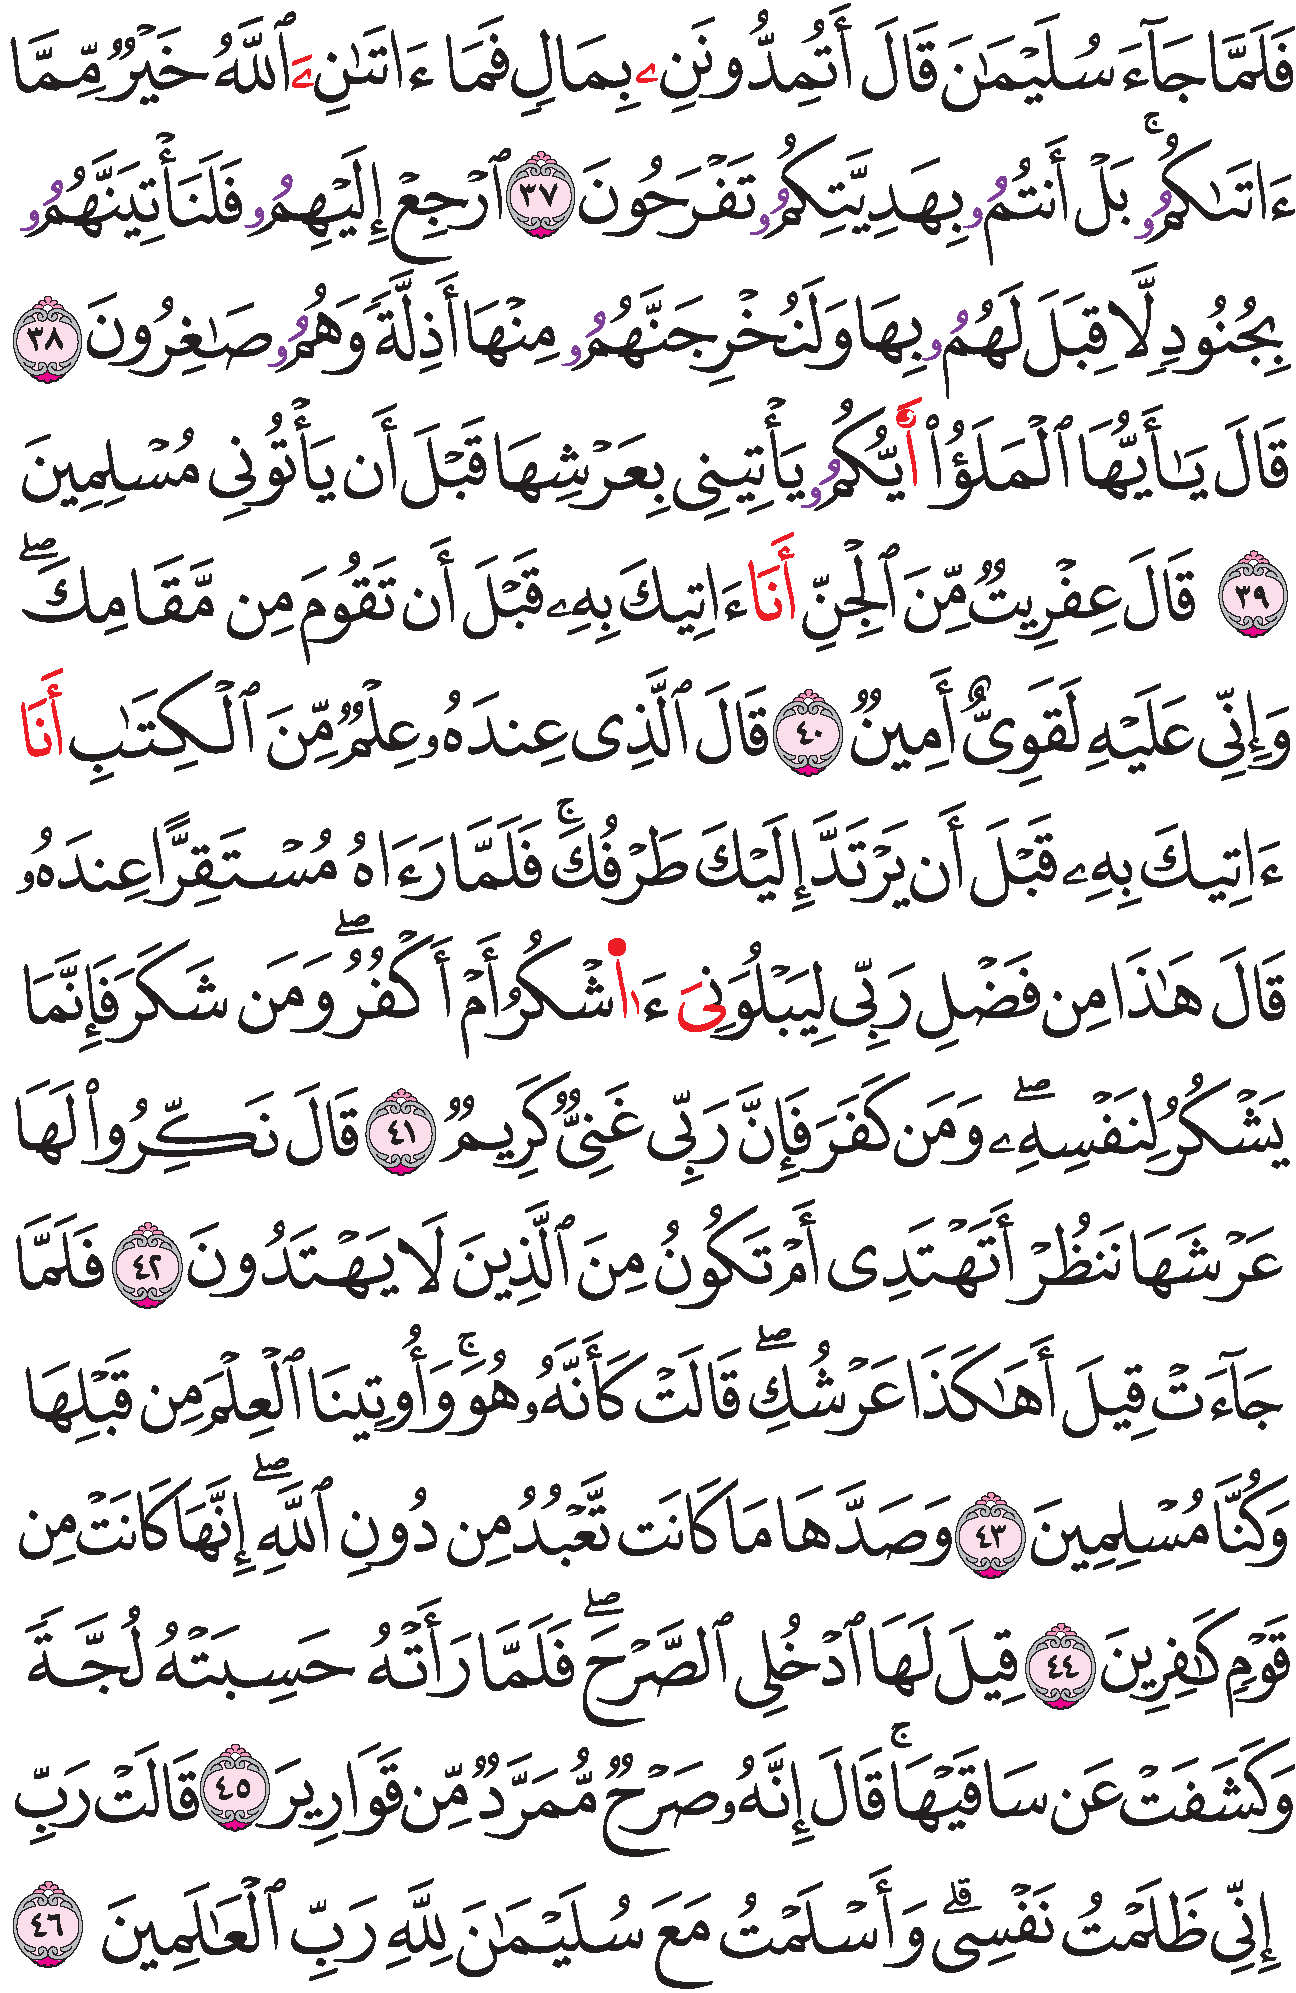 فَلَمَّا جَآءَ سُلَيْمَٰنَ قَالَ أَتُمِدُّونَنِۦ بِمَالٖ فَمَا ءَاتَىٰنِۦَ ٱللَّهُ خَيْرٞ مِّمَّا
ءَاتَىٰكُمُۥۚ بَلْ أَنتُمُۥ بِهَدِيَّتِكُمُۥ تَفْرَحُونَ ٣٧ ٱرْجِعْ إِلَيْهِمُۥ فَلَنَأْتِيَنَّهُمُۥ
بِجُنُودٖ لَّا قِبَلَ لَهُمُۥ بِهَا وَلَنُخْرِجَنَّهُمُۥ مِنْهَا أَذِلَّةٗ وَهُمُۥ صَٰغِرُونَ ٣٨
قَالَ يَٰأَيُّهَا ٱلْمَلَؤُاْ أَيُّكُمُۥ يَأْتِينِي بِعَرْشِهَا قَبْلَ أَن يَأْتُونِي مُسْلِمِينَ
٣٩ قَالَ عِفْرِيتٞ مِّنَ ٱلْجِنِّ أَنَا ءَاتِيكَ بِهِۦ قَبْلَ أَن تَقُومَ مِن مَّقَامِكَۖ
وَإِنِّي عَلَيْهِ لَقَوِيٌّ أَمِينٞ ٤٠ قَالَ ٱلَّذِي عِندَهُۥ عِلْمٞ مِّنَ ٱلْكِتَٰبِ أَنَا
ءَاتِيكَ بِهِۦ قَبْلَ أَن يَرْتَدَّ إِلَيْكَ طَرْفُكَۚ فَلَمَّا رَءَاهُ مُسْتَقِرًّا عِندَهُۥ
قَالَ هَٰذَا مِن فَضْلِ رَبِّي لِيَبْلُوَنِيَ ءَا۬شْكُرُ أَمْ أَكْفُرُۖ وَمَن شَكَرَ فَإِنَّمَا
يَشْكُرُ لِنَفْسِهِۦۖ وَمَن كَفَرَ فَإِنَّ رَبِّي غَنِيّٞ كَرِيمٞ ٤١ قَالَ نَكِّرُواْ لَهَا
عَرْشَهَا نَنظُرْ أَتَهْتَدِي أَمْ تَكُونُ مِنَ ٱلَّذِينَ لَا يَهْتَدُونَ ٤٢ فَلَمَّا
جَآءَتْ قِيلَ أَهَٰكَذَا عَرْشُكِۖ قَالَتْ كَأَنَّهُۥ هُوَۚ وَأُوتِينَا ٱلْعِلْمَ مِن قَبْلِهَا
وَكُنَّا مُسْلِمِينَ ٤٣ وَصَدَّهَا مَا كَانَت تَّعْبُدُ مِن دُونِ ٱللَّهِۖ إِنَّهَا كَانَتْ مِن
قَوْمٖ كَٰفِرِينَ ٤٤ قِيلَ لَهَا ٱدْخُلِي ٱلصَّرْحَۖ فَلَمَّا رَأَتْهُ حَسِبَتْهُ لُجَّةٗ
وَكَشَفَتْ عَن سَاقَيْهَاۚ قَالَ إِنَّهُۥ صَرْحٞ مُّمَرَّدٞ مِّن قَوَارِيرَ ٤٥ قَالَتْ رَبِّ
إِنِّي ظَلَمْتُ نَفْسِيۗ وَأَسْلَمْتُ مَعَ سُلَيْمَٰنَ لِلَّهِ رَبِّ ٱلْعَٰلَمِينَ ٤٦